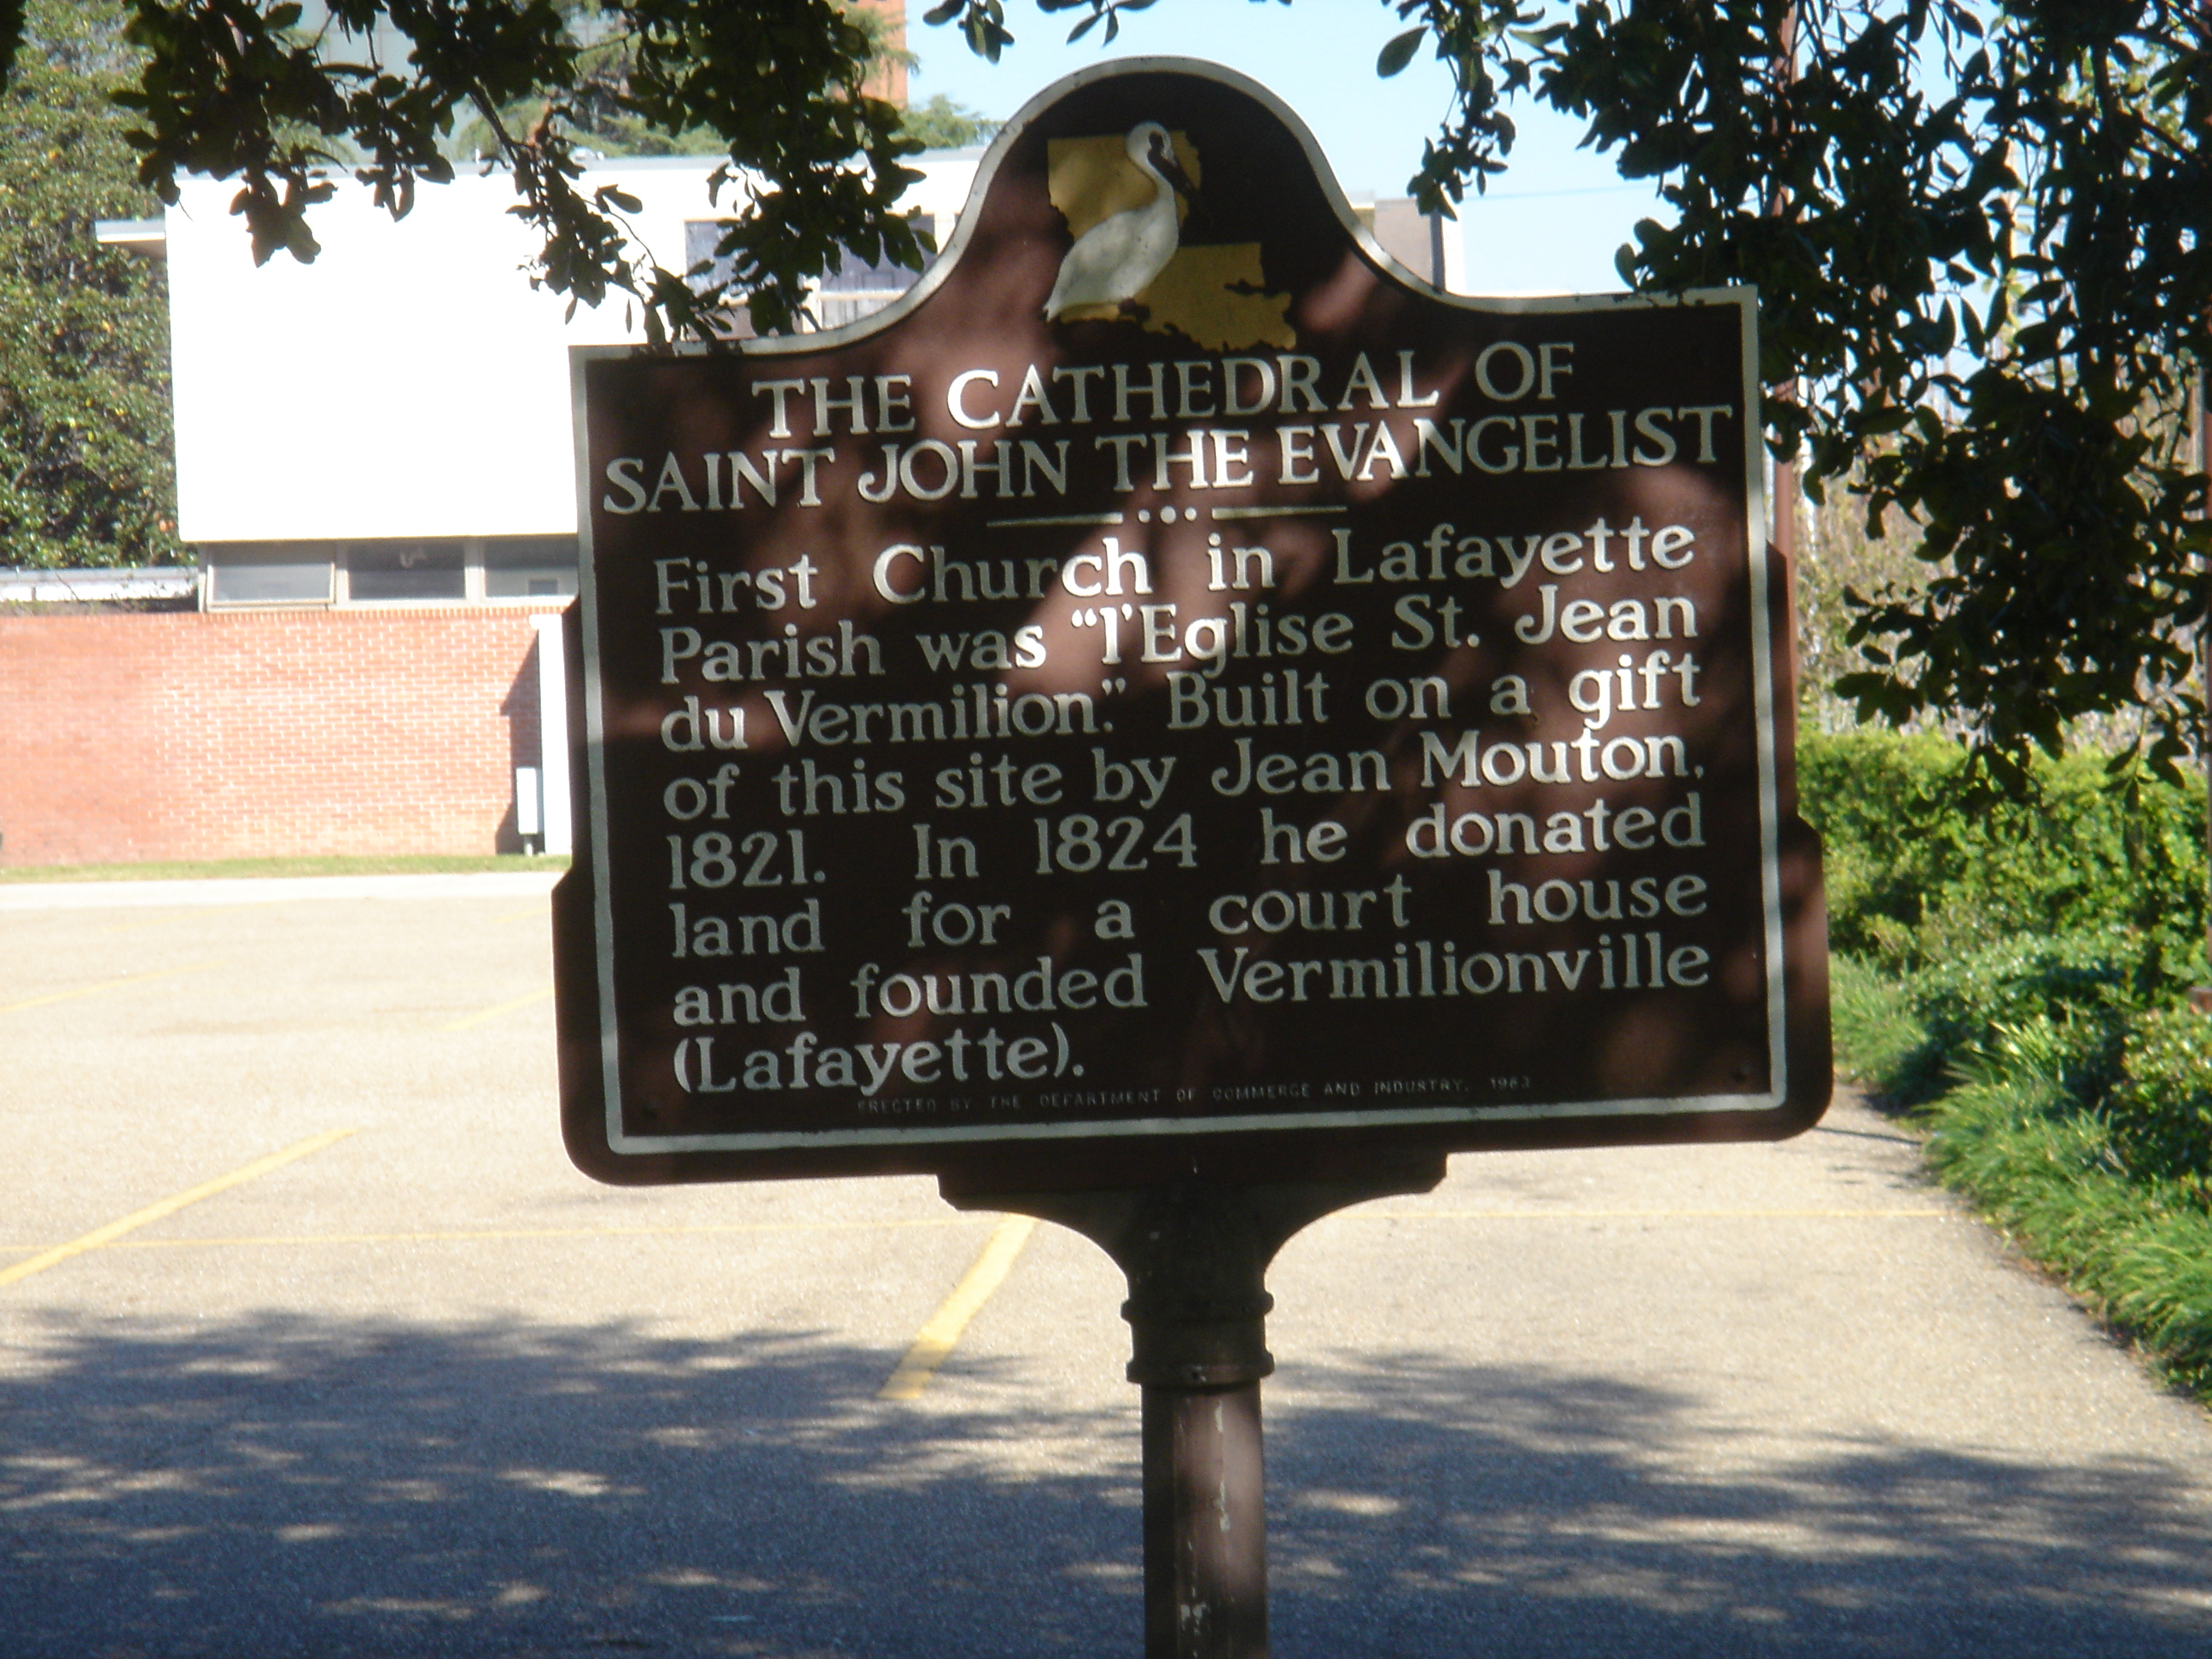 THE CATHEDRAL OF
SAINT JOHN THE EVANGELIST
First Church in Lafayette
Parish was “l'Eglise St. Jean
du Vermilion.” Built on a gift
of this site by Jean Mouton,
1821. In 1824 he donated
land for a court house
and founded Vermilionville
(Lafayette).
ERECTED BY THE DEPARTMENT OF COMMERCE AND INDUSTRY, 1963